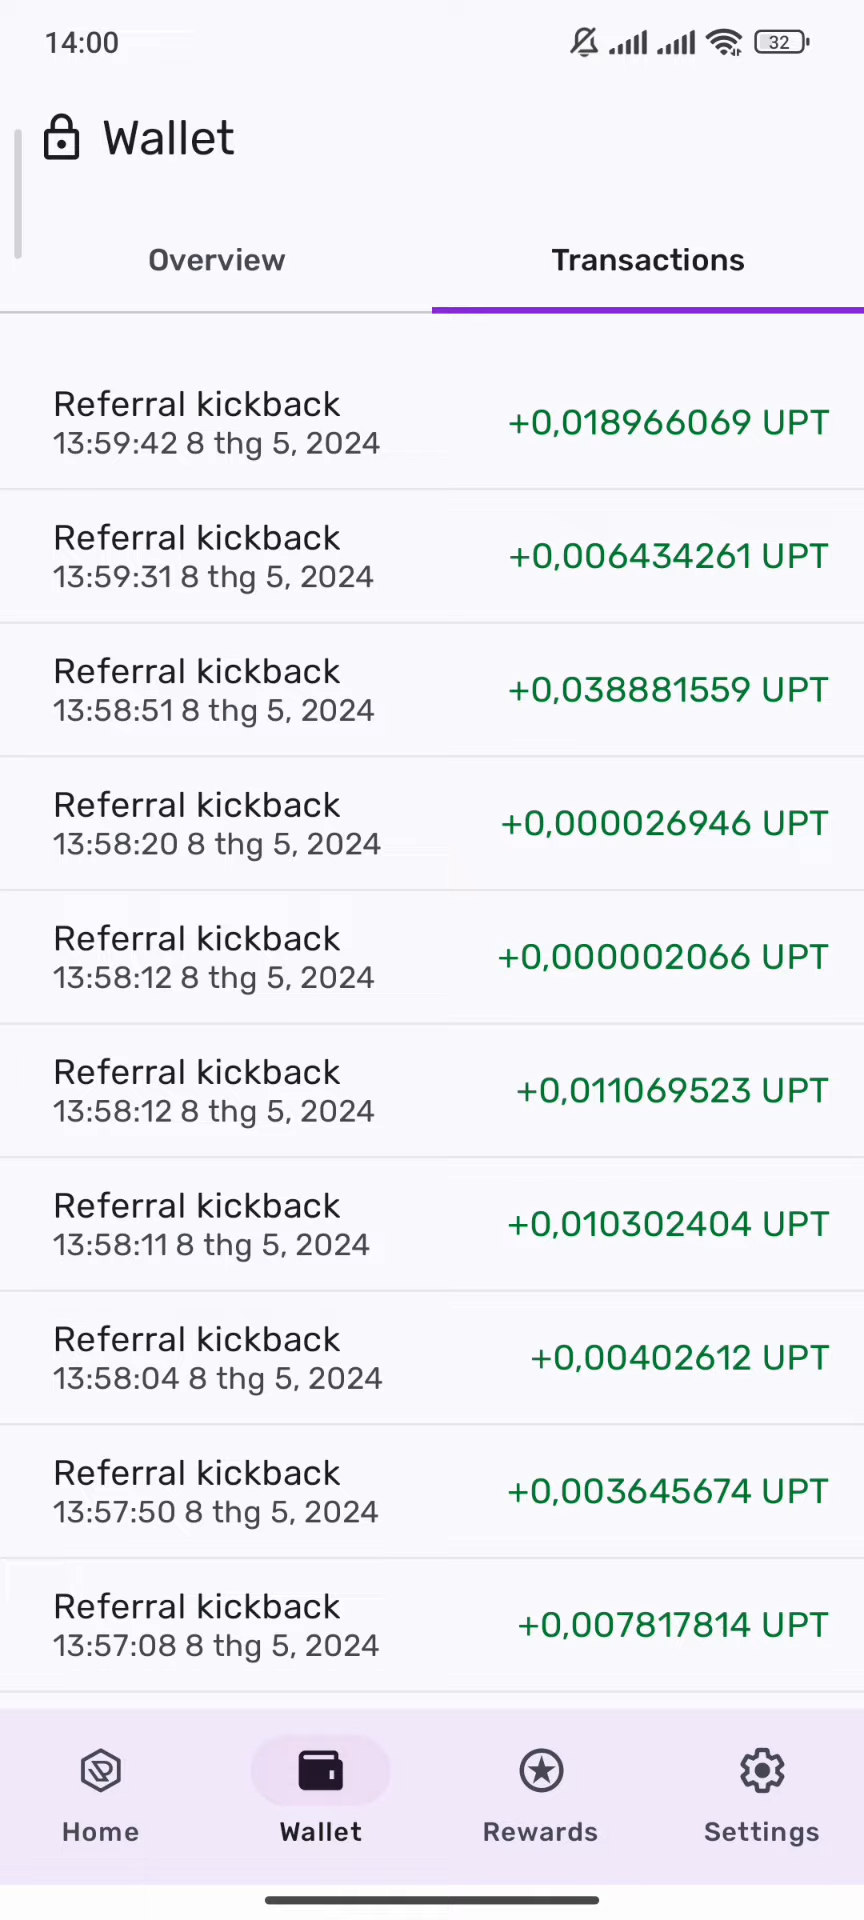 14:00
32
Wallet
Overview
Transactions
Referral kickback
13:59:42 8 thg 5, 2024
+0,018966069 UPT
Referral kickback
13:59:31 8 thg 5, 2024
+0,006434261 UPT
Referral kickback
13:58:51 8 thg 5, 2024
+0,038881559 UPT
Referral kickback
13:58:20 8 thg 5, 2024
+0,000026946 UPT
Referral kickback
13:58:12 8 thg 5, 2024
+0,000002066 UPT
Referral kickback
13:58:12 8 thg 5, 2024
+0,011069523 UPT
Referral kickback
13:58:11 8 thg 5, 2024
+0,010302404 UPT
Referral kickback
13:58:04 8 thg 5, 2024
+0,00402612 UPT
Referral kickback
13:57:50 8 thg 5, 2024
+0,003645674 UPT
Referral kickback
13:57:08 8 thg 5, 2024
+0,007817814 UPT
Home
Wallet
Rewards
Settings